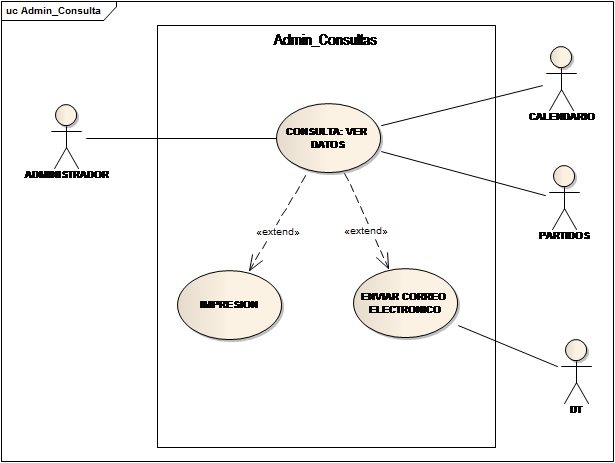 uc Admin_Consulta
Admin_Consultas
CALENDARIO
CONSULTA: VER
DATOS
ADMINISTRADOR
PARTIDOS
«extend»
«extend»
IMPRESION
ENVIAR CORREO
ELECTRONICO
DT